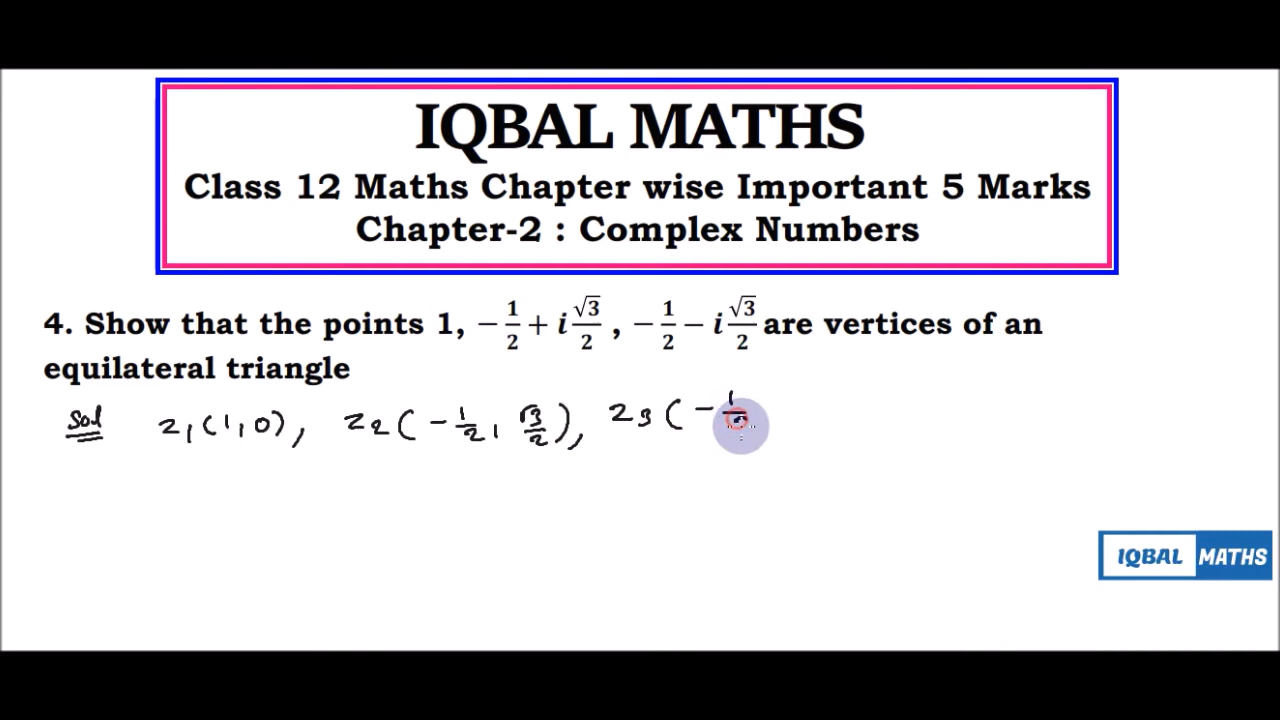 IQBAL MATHS
Class 12 Maths Chapter wise Important 5 Marks
Chapter-2 : Complex Numbers
4. Show that the points 1, −1/2 + i √3/2 , −1/2 − i √3/2 are vertices of an
equilateral triangle
Sol z₁(1,0), z₂(−1/2, √3/2), z₃(−1/
IQBAL MATHS